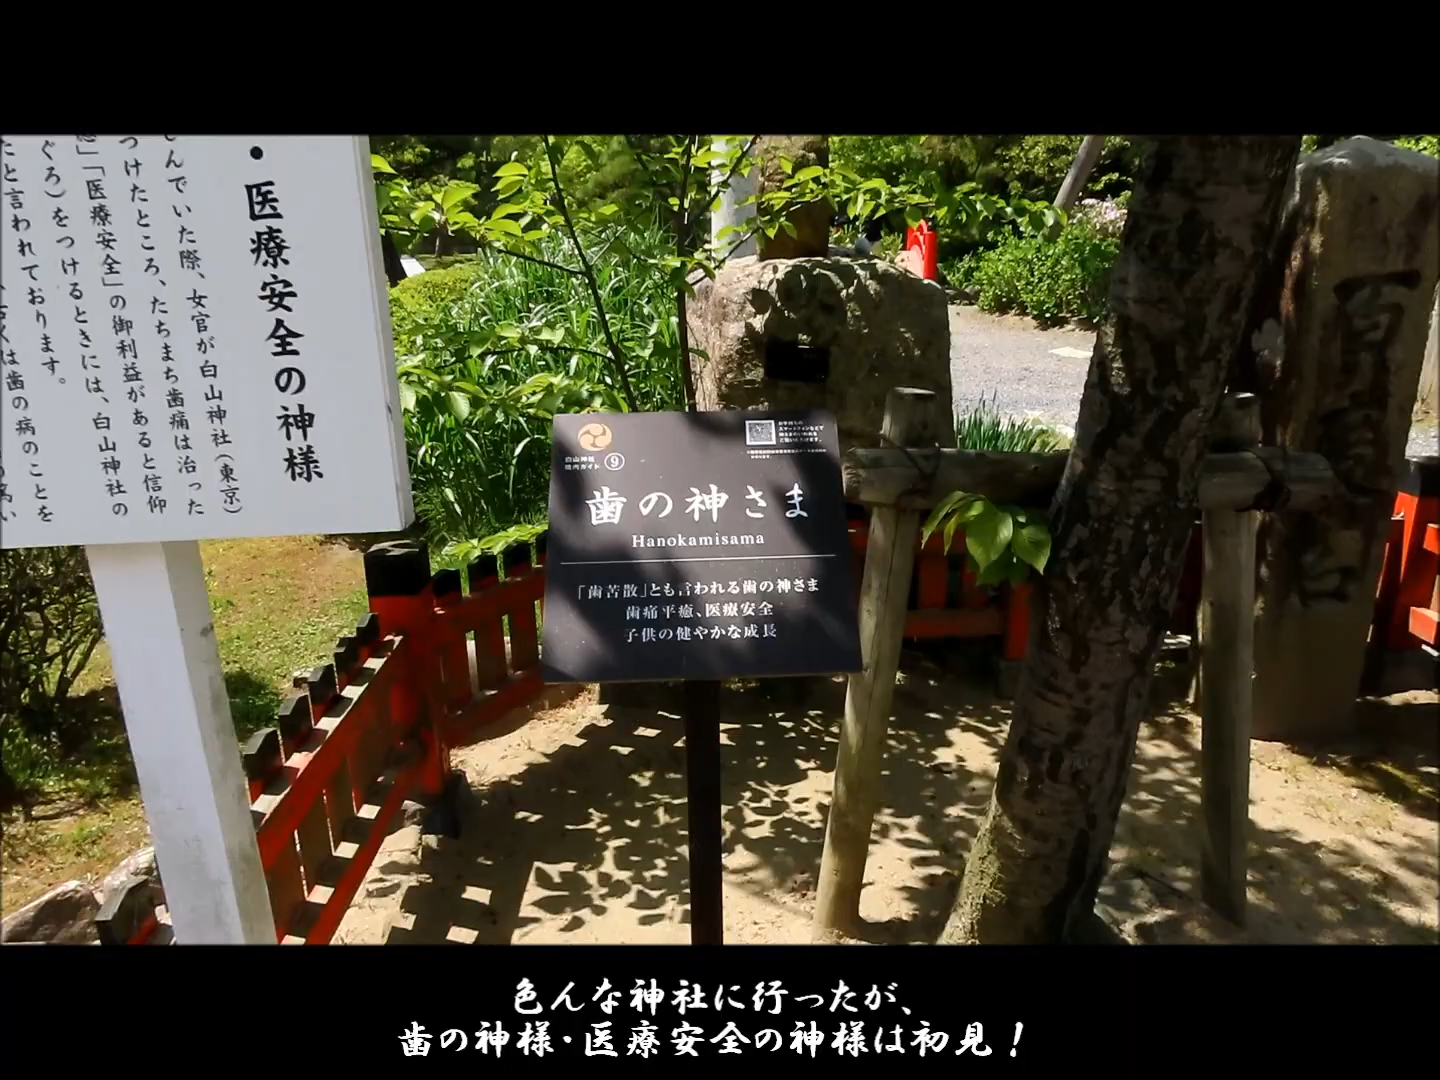 ・医療安全の神様
んでいた際、女官が白山神社（東京）
つけたところ、たちまち歯痛は治った
」「医療安全」の御利益があると信仰
ぐろ）をつけるときには、白山神社の
たと言われております。
は歯の病のことを
白山神社
境内ガイド ⑨
歯の神さま
Hanokamisama
「歯苦散」とも言われる歯の神さま
歯痛平癒、医療安全
子供の健やかな成長
百
色んな神社に行ったが、
歯の神様・医療安全の神様は初見！